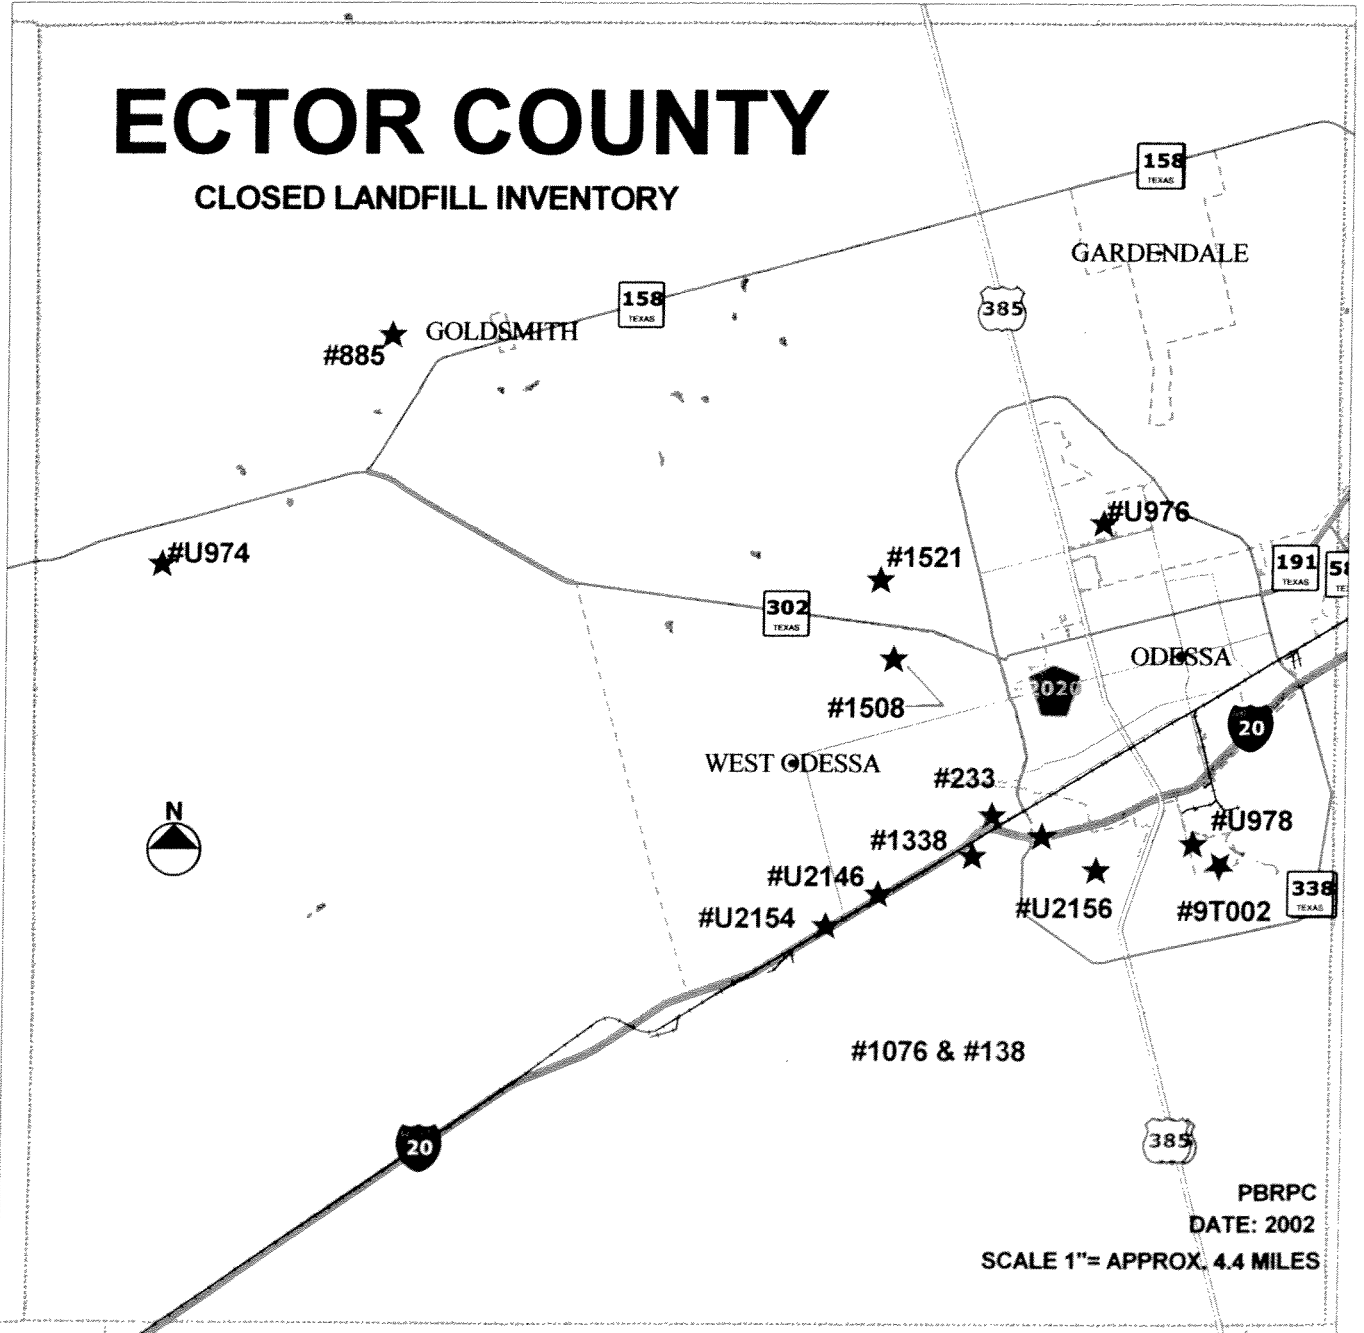 ECTOR COUNTY
CLOSED LANDFILL INVENTORY
158
TEXAS
GARDENDALE
158
TEXAS
385
GOLDSMITH
#885
#U976
#U974
#1521
191
TEXAS
302
TEXAS
ODESSA
2020
#1508
20
WEST ODESSA
#233
#U978
#1338
#U2146
338
TEXAS
#U2156
#9T002
#U2154
N
#1076 & #138
20
385
PBRPC
DATE: 2002
SCALE 1"= APPROX. 4.4 MILES